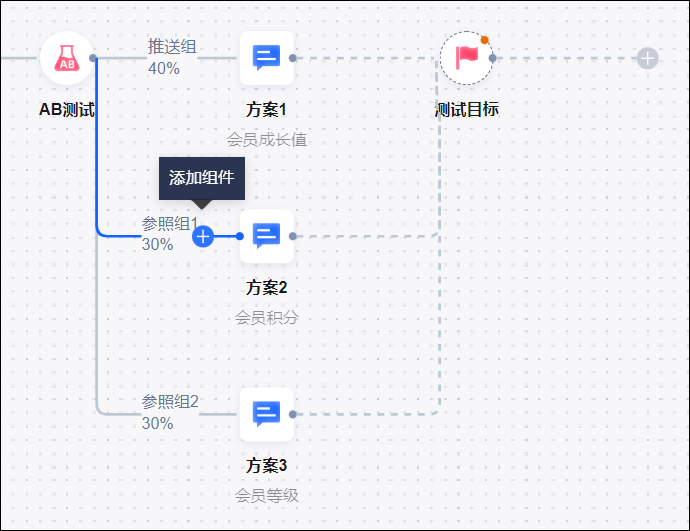 推送组
40%
AB
AB测试
方案1
会员成长值
测试目标
添加组件
参照组1
30%
方案2
会员积分
参照组2
30%
方案3
会员等级